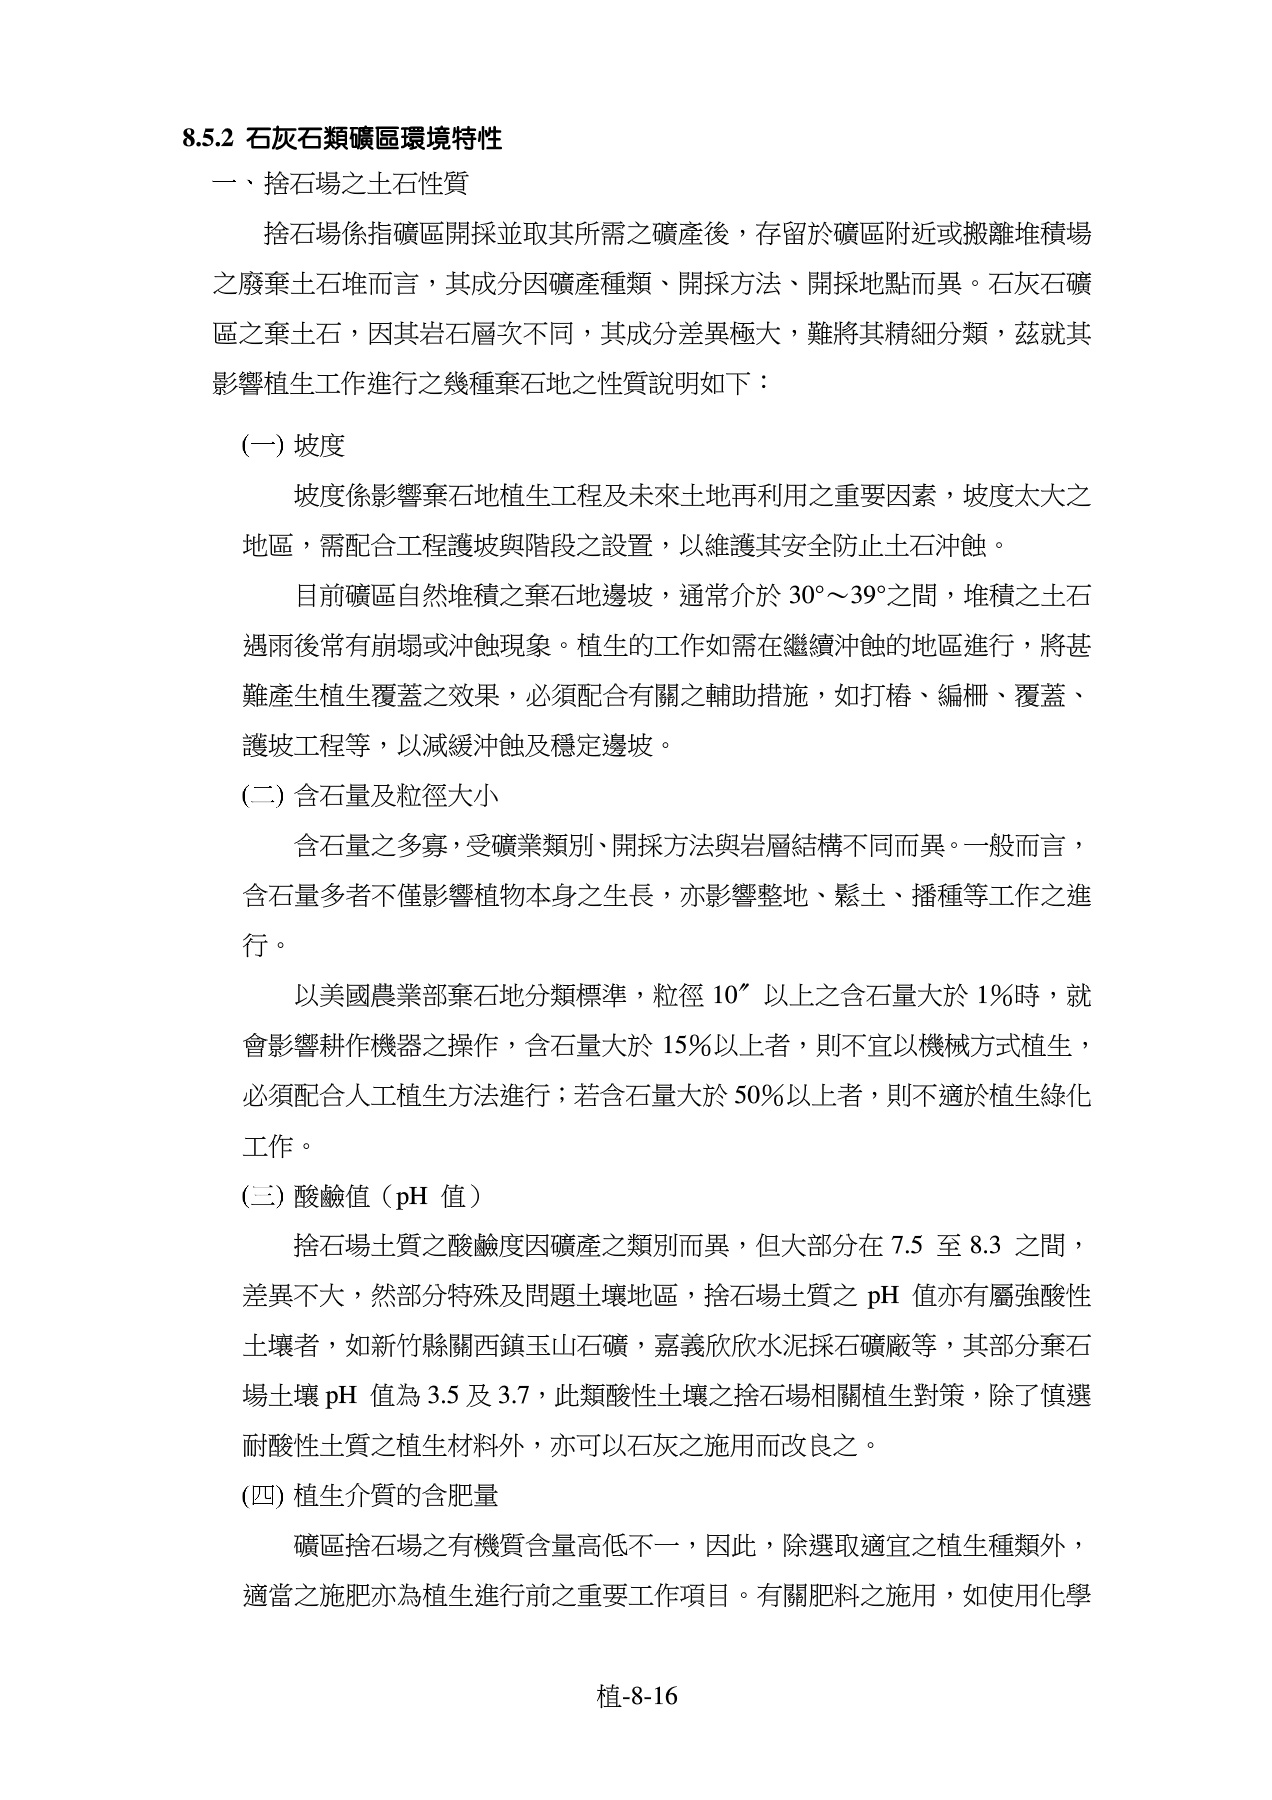 8.5.2 石灰石類礦區環境特性
一、捨石場之土石性質
捨石場係指礦區開採並取其所需之礦產後，存留於礦區附近或搬離堆積場
之廢棄土石堆而言，其成分因礦產種類、開採方法、開採地點而異。石灰石礦
區之棄土石，因其岩石層次不同，其成分差異極大，難將其精細分類，茲就其
影響植生工作進行之幾種棄石地之性質說明如下：
(一) 坡度
坡度係影響棄石地植生工程及未來土地再利用之重要因素，坡度太大之
地區，需配合工程護坡與階段之設置，以維護其安全防止土石沖蝕。
目前礦區自然堆積之棄石地邊坡，通常介於 30°～39°之間，堆積之土石
遇雨後常有崩塌或沖蝕現象。植生的工作如需在繼續沖蝕的地區進行，將甚
難產生植生覆蓋之效果，必須配合有關之輔助措施，如打樁、編柵、覆蓋、
護坡工程等，以減緩沖蝕及穩定邊坡。
(二) 含石量及粒徑大小
含石量之多寡，受礦業類別、開採方法與岩層結構不同而異。一般而言，
含石量多者不僅影響植物本身之生長，亦影響整地、鬆土、播種等工作之進
行。
以美國農業部棄石地分類標準，粒徑 10〞以上之含石量大於 1％時，就
會影響耕作機器之操作，含石量大於 15％以上者，則不宜以機械方式植生，
必須配合人工植生方法進行；若含石量大於 50％以上者，則不適於植生綠化
工作。
(三) 酸鹼值（pH 值）
捨石場土質之酸鹼度因礦產之類別而異，但大部分在 7.5 至 8.3 之間，
差異不大，然部分特殊及問題土壤地區，捨石場土質之 pH 值亦有屬強酸性
土壤者，如新竹縣關西鎮玉山石礦，嘉義欣欣水泥採石礦廠等，其部分棄石
場土壤 pH 值為 3.5 及 3.7，此類酸性土壤之捨石場相關植生對策，除了慎選
耐酸性土質之植生材料外，亦可以石灰之施用而改良之。
(四) 植生介質的含肥量
礦區捨石場之有機質含量高低不一，因此，除選取適宜之植生種類外，
適當之施肥亦為植生進行前之重要工作項目。有關肥料之施用，如使用化學
植-8-16